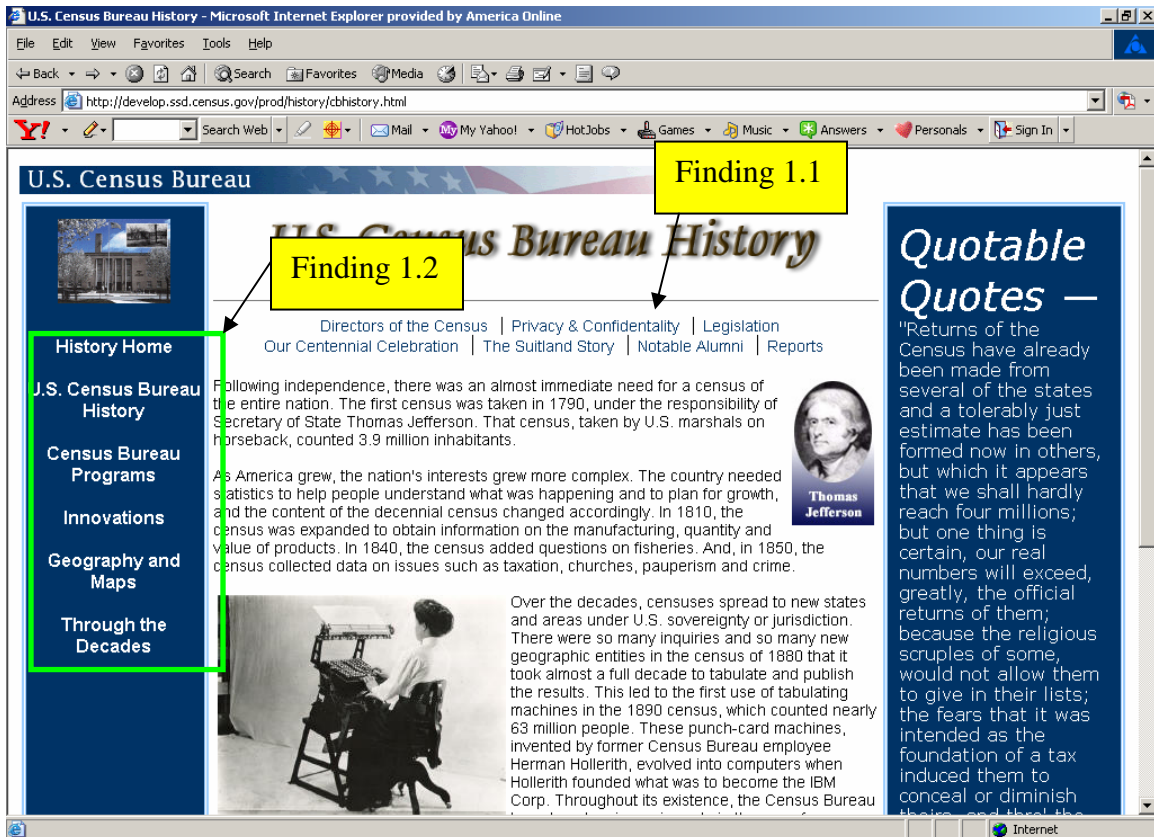 U.S. Census Bureau History - Microsoft Internet Explorer provided by America Online
File Edit View Favorites Tools Help
Back Search Favorites Media
Address http://develop.ssd.census.gov/prod/history/cbhistory.html
Y! Search Web Mail My Yahoo! HotJobs Games Music Answers Personals Sign In
U.S. Census Bureau
Finding 1.1
U.S. Census Bureau History
Finding 1.2
Directors of the Census | Privacy & Confidentality | Legislation
Our Centennial Celebration | The Suitland Story | Notable Alumni | Reports
History Home
U.S. Census Bureau
History
Census Bureau
Programs
Innovations
Geography and
Maps
Through the
Decades
Following independence, there was an almost immediate need for a census of
the entire nation. The first census was taken in 1790, under the responsibility of
Secretary of State Thomas Jefferson. That census, taken by U.S. marshals on
horseback, counted 3.9 million inhabitants.
As America grew, the nation's interests grew more complex. The country needed
statistics to help people understand what was happening and to plan for growth,
and the content of the decennial census changed accordingly. In 1810, the
census was expanded to obtain information on the manufacturing, quantity and
value of products. In 1840, the census added questions on fisheries. And, in 1850, the
census collected data on issues such as taxation, churches, pauperism and crime.
Thomas
Jefferson
Over the decades, censuses spread to new states
and areas under U.S. sovereignty or jurisdiction.
There were so many inquiries and so many new
geographic entities in the census of 1880 that it
took almost a full decade to tabulate and publish
the results. This led to the first use of tabulating
machines in the 1890 census, which counted nearly
63 million people. These punch-card machines,
invented by former Census Bureau employee
Herman Hollerith, evolved into computers when
Hollerith founded what was to become the IBM
Corp. Throughout its existence, the Census Bureau
Quotable
Quotes —
"Returns of the
Census have already
been made from
several of the states
and a tolerably just
estimate has been
formed now in others,
but which it appears
that we shall hardly
reach four millions;
but one thing is
certain, our real
numbers will exceed,
greatly, the official
returns of them;
because the religious
scruples of some,
would not allow them
to give in their lists;
the fears that it was
intended as the
foundation of a tax
induced them to
conceal or diminish
theirs, and thro' the
Internet